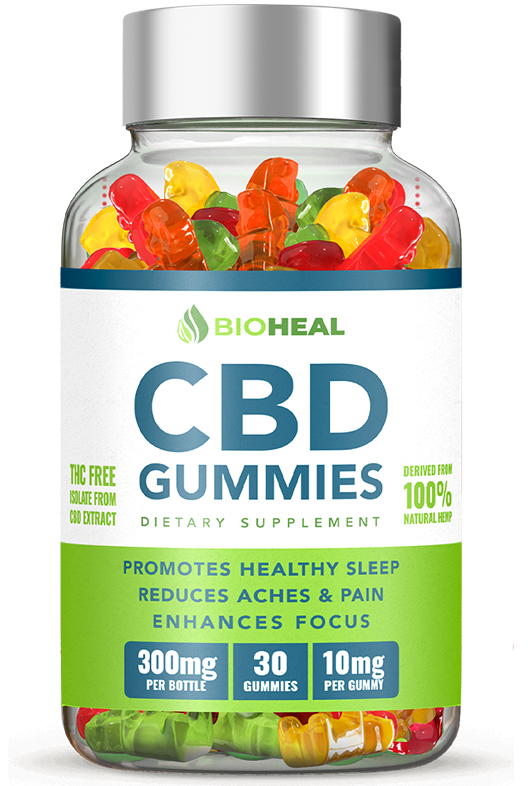 BIOHEAL
CBD
GUMMIES
DIETARY SUPPLEMENT
THC FREE
ISOLATE FROM
CBD EXTRACT
DERIVED FROM
100%
NATURAL HEMP
PROMOTES HEALTHY SLEEP
REDUCES ACHES & PAIN
ENHANCES FOCUS
300mg
PER BOTTLE
30
GUMMIES
10mg
PER GUMMY